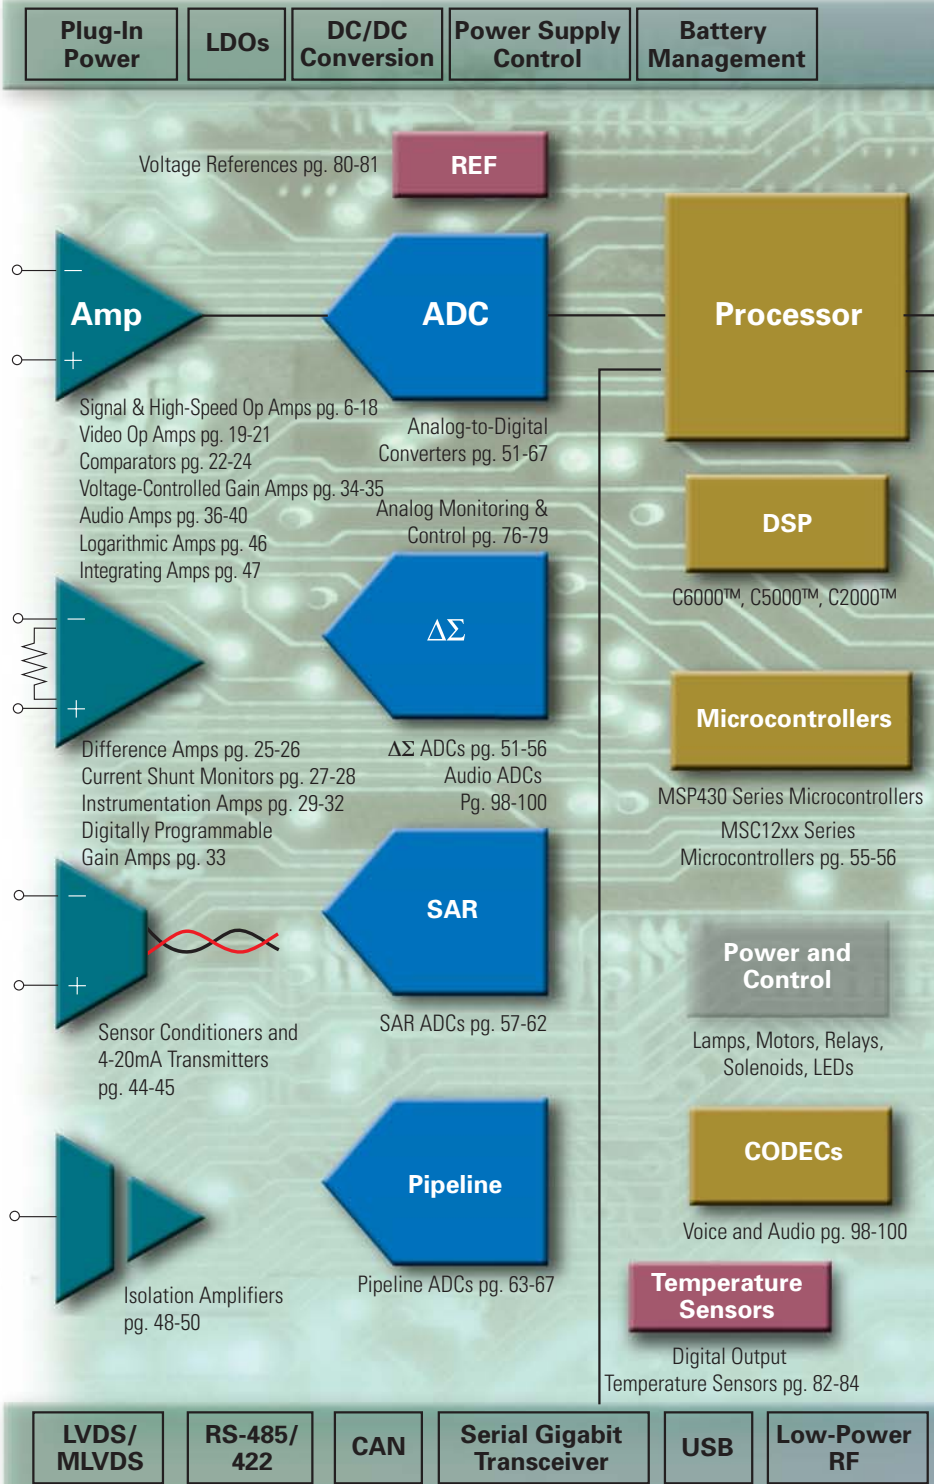 Plug-In
Power
LDOs
DC/DC
Conversion
Power Supply
Control
Battery
Management
Voltage References pg. 80-81
REF
−
Amp
+
ADC
Processor
Signal & High-Speed Op Amps pg. 6-18
Video Op Amps pg. 19-21
Comparators pg. 22-24
Voltage-Controlled Gain Amps pg. 34-35
Audio Amps pg. 36-40
Logarithmic Amps pg. 46
Integrating Amps pg. 47
Analog-to-Digital
Converters pg. 51-67
Analog Monitoring &
Control pg. 76-79
DSP
C6000™, C5000™, C2000™
−
+
ΔΣ
Microcontrollers
Difference Amps pg. 25-26
Current Shunt Monitors pg. 27-28
Instrumentation Amps pg. 29-32
Digitally Programmable
Gain Amps pg. 33
ΔΣ ADCs pg. 51-56
Audio ADCs
Pg. 98-100
MSP430 Series Microcontrollers
MSC12xx Series
Microcontrollers pg. 55-56
−
+
SAR
Power and
Control
Sensor Conditioners and
4-20mA Transmitters
pg. 44-45
SAR ADCs pg. 57-62
Lamps, Motors, Relays,
Solenoids, LEDs
Pipeline
CODECs
Voice and Audio pg. 98-100
Isolation Amplifiers
pg. 48-50
Pipeline ADCs pg. 63-67
Temperature
Sensors
Digital Output
Temperature Sensors pg. 82-84
LVDS/
MLVDS
RS-485/
422
CAN
Serial Gigabit
Transceiver
USB
Low-Power
RF